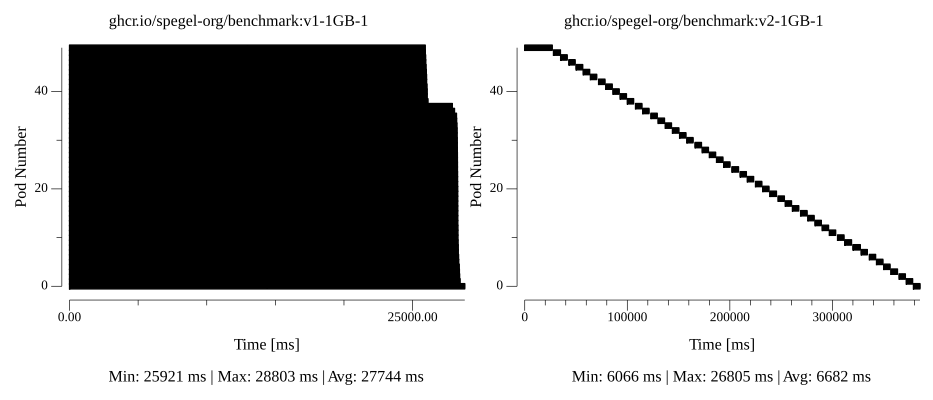 ghcr.io/spegel-org/benchmark:v1-1GB-1
Pod Number
40
20
0
0.00
25000.00
Time [ms]
Min: 25921 ms | Max: 28803 ms | Avg: 27744 ms
ghcr.io/spegel-org/benchmark:v2-1GB-1
Pod Number
40
20
0
0
100000
200000
300000
Time [ms]
Min: 6066 ms | Max: 26805 ms | Avg: 6682 ms